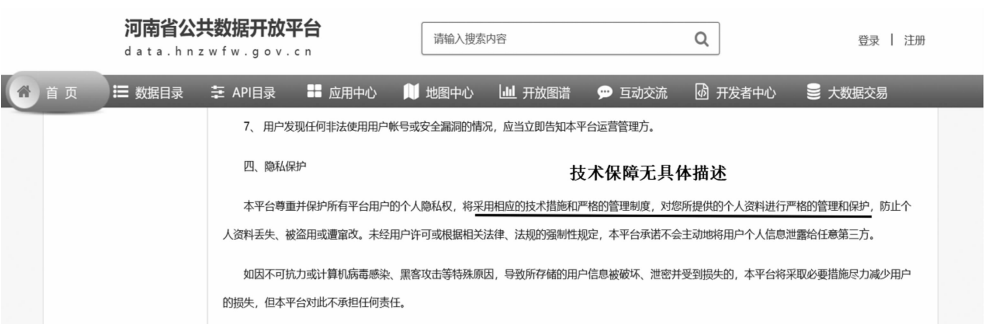 河南省公共数据开放平台
data.hnzwfw.gov.cn
请输入搜索内容
登录 | 注册
首 页 数据目录 API目录 应用中心 地图中心 开放图谱 互动交流 开发者中心 大数据交易
7、 用户发现任何非法使用用户帐号或安全漏洞的情况，应当立即告知本平台运营管理方。
四、隐私保护
技术保障无具体描述
本平台尊重并保护所有平台用户的个人隐私权，将采用相应的技术措施和严格的管理制度，对您所提供的个人资料进行严格的管理和保护，防止个
人资料丢失、被盗用或遭窜改。未经用户许可或根据相关法律、法规的强制性规定，本平台承诺不会主动地将用户个人信息泄露给任意第三方。
如因不可抗力或计算机病毒感染、黑客攻击等特殊原因，导致所存储的用户信息被破坏、泄密并受到损失的，本平台将采取必要措施尽力减少用户
的损失，但本平台对此不承担任何责任。